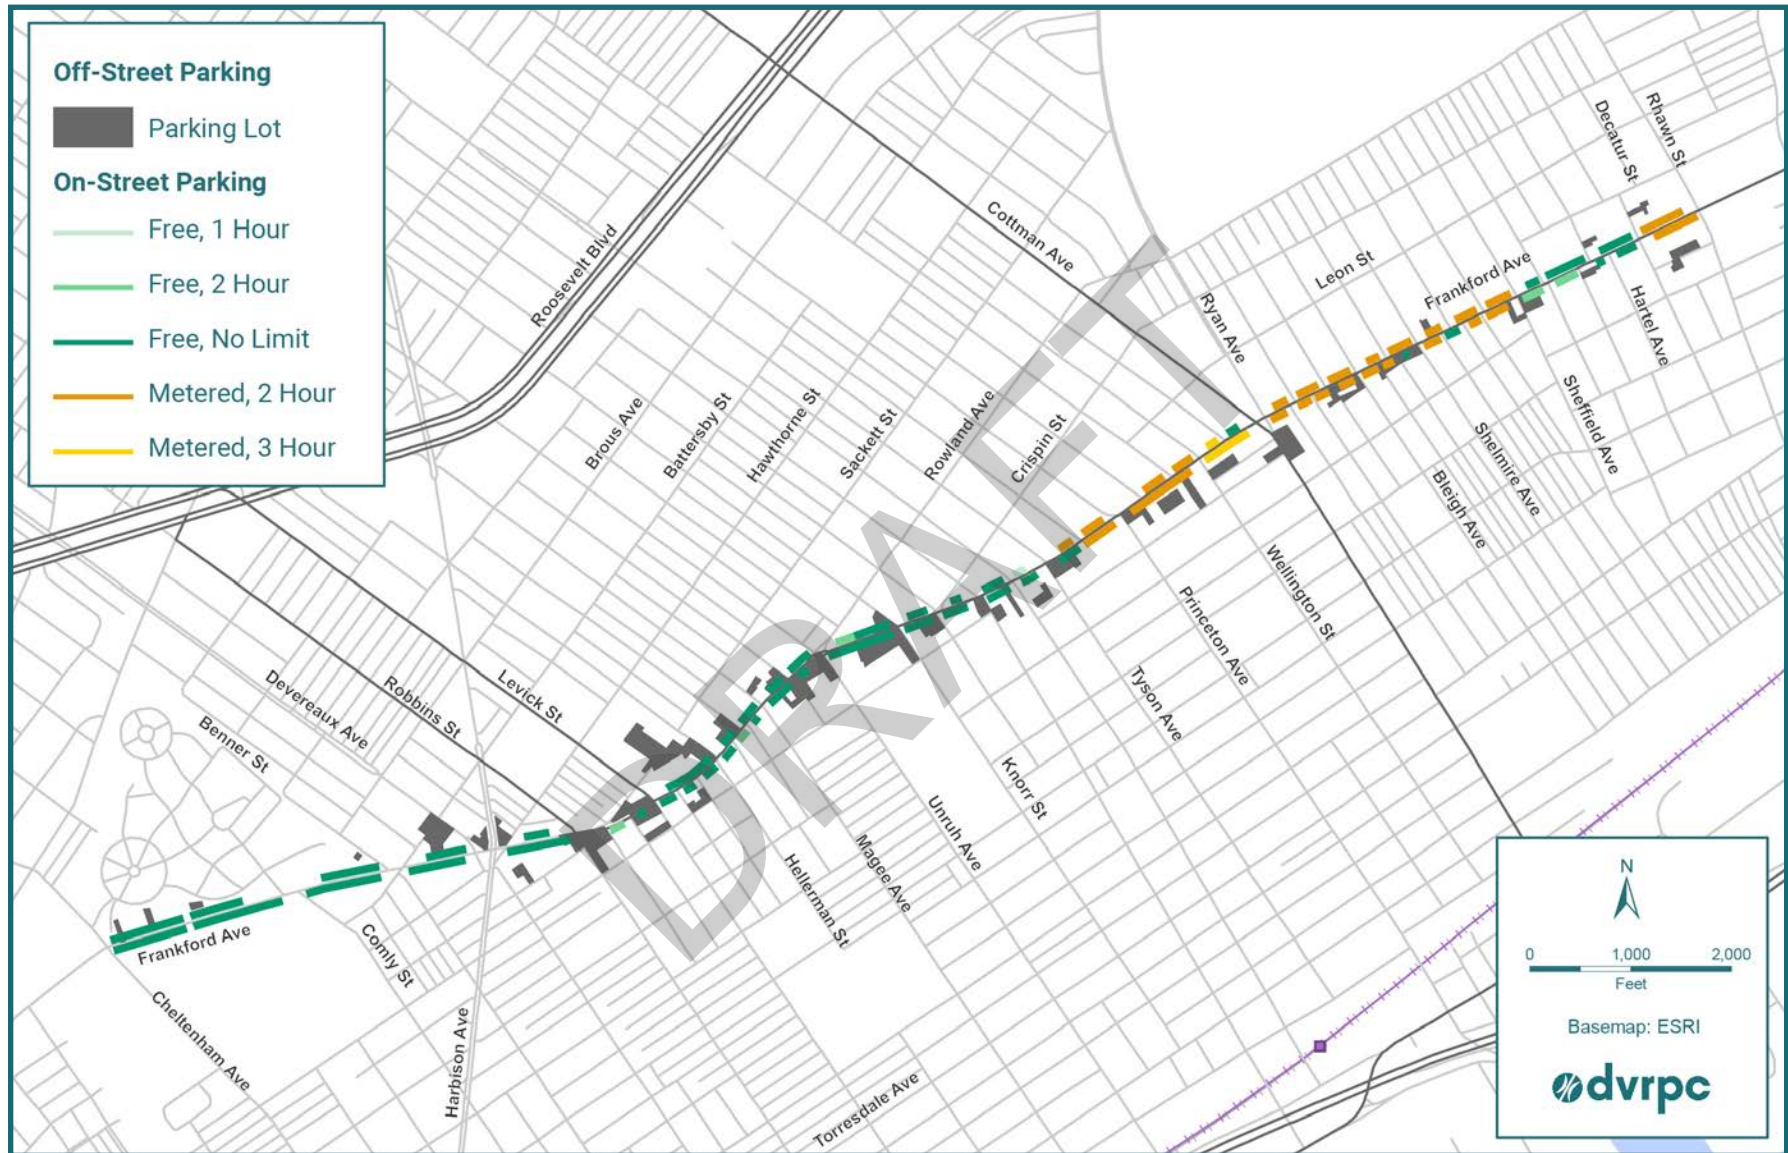 Off-Street Parking
Parking Lot
On-Street Parking
Free, 1 Hour
Free, 2 Hour
Free, No Limit
Metered, 2 Hour
Metered, 3 Hour
Roosevelt Blvd
Cottman Ave
Decatur St
Rhawn St
Ryan Ave
Leon St
Frankford Ave
Hartel Ave
Sheffield Ave
Shelmire Ave
Bleigh Ave
Brous Ave
Battersby St
Hawthorne St
Sackett St
Rowland Ave
Crispin St
Wellington St
Princeton Ave
Tyson Ave
Knorr St
Unruh Ave
Magee Ave
Hellerman St
Levick St
Robbins St
Devereaux Ave
Benner St
Frankford Ave
Comly St
Cheltenham Ave
Harbison Ave
Torresdale Ave
DRAFT
N
0 1,000 2,000
Feet
Basemap: ESRI
dvrpc